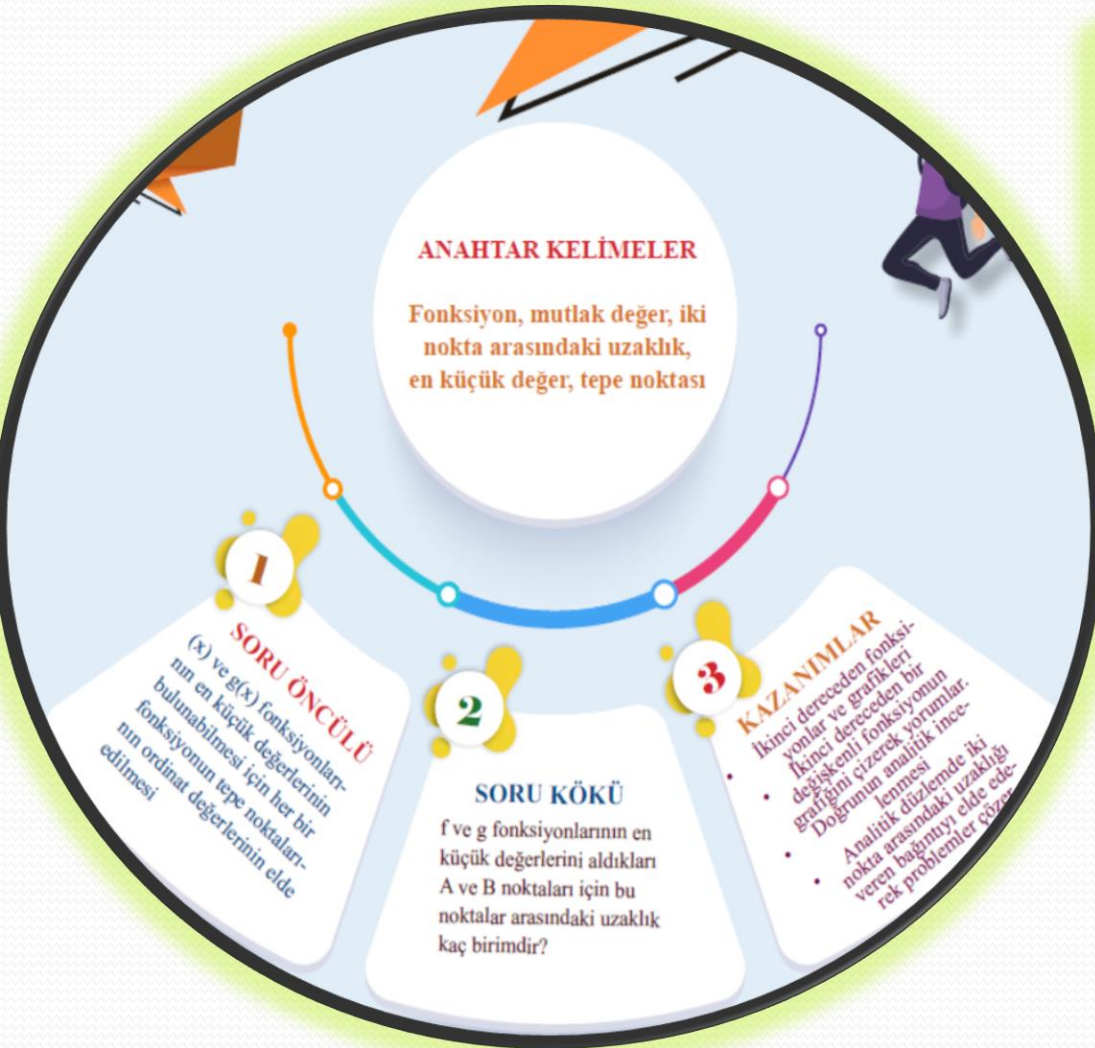 ANAHTAR KELİMELER
Fonksiyon, mutlak değer, iki
nokta arasındaki uzaklık,
en küçük değer, tepe noktası
1
SORU ÖNCÜLÜ
(x) ve g(x) fonksiyonları-
nın en küçük değerlerinin
bulunabilmesi için her bir
fonksiyonun tepe noktaları-
nın ordinat değerlerinin elde
edilmesi
2
SORU KÖKÜ
f ve g fonksiyonlarının en
küçük değerlerini aldıkları
A ve B noktaları için bu
noktalar arasındaki uzaklık
kaç birimdir?
3
KAZANIMLAR
• İkinci dereceden fonksi-
yonlar ve grafikleri
• İkinci dereceden bir
değişkenli fonksiyonun
grafiğini çizerek yorumlar.
• Doğrunun analitik ince-
lenmesi
• Analitik düzlemde iki
nokta arasındaki uzaklığı
veren bağıntıyı elde ede-
rek problemler çözer